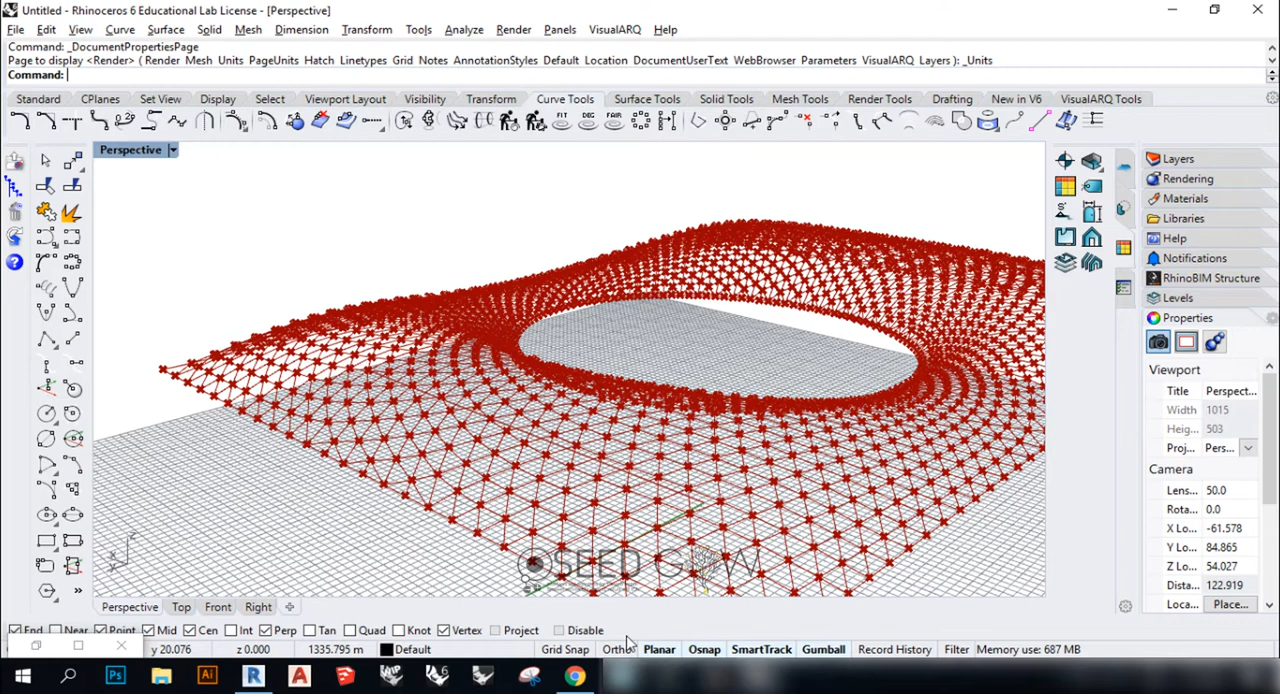 Untitled - Rhinoceros 6 Educational Lab License - [Perspective]
File Edit View Curve Surface Solid Mesh Dimension Transform Tools Analyze Render Panels VisualARQ Help
Command: _DocumentPropertiesPage
Page to display <Render> ( Render Mesh Units PageUnits Hatch Linetypes Grid Notes AnnotationStyles Default Location DocumentUserText WebBrowser Parameters VisualARQ Layers ): _Units
Command:
Standard CPlanes Set View Display Select Viewport Layout Visibility Transform Curve Tools Surface Tools Solid Tools Mesh Tools Render Tools Drafting New in V6 VisualARQ Tools
FIT DEG FAIR
Perspective
Layers
Rendering
Materials
Libraries
Help
Notifications
RhinoBIM Structure
Levels
Properties
Viewport
Title Perspect...
Width 1015
Heig... 503
Proj... Pers...
Camera
Lens... 50.0
Rota... 0.0
X Lo... -61.578
Y Lo... 84.865
Z Lo... 54.027
Dista... 122.919
Loca... Place...
z
x
y
SEED
Perspective Top Front Right
End Near Point Mid Cen Int Perp Tan Quad Knot Vertex Project Disable
y 20.076 z 0.000 1335.795 m Default Grid Snap Ortho Planar Osnap SmartTrack Gumball Record History Filter Memory use: 687 MB
Ps Ai R A